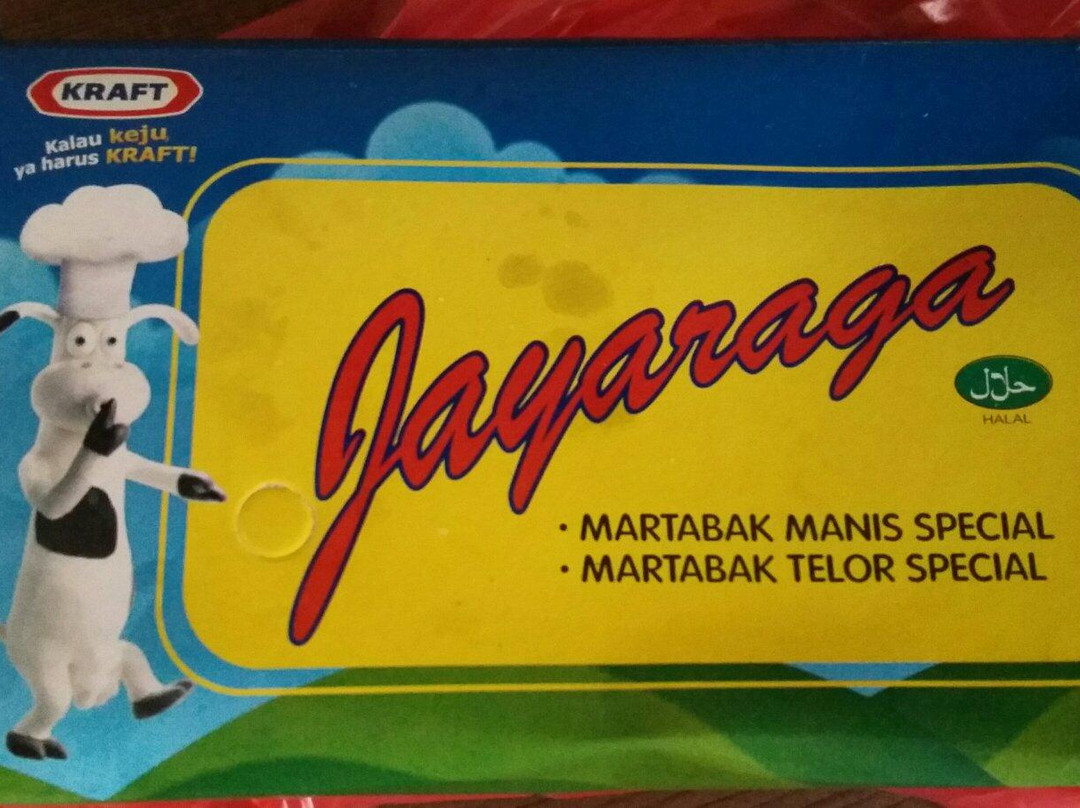 KRAFT
Kalau keju,
ya harus KRAFT!
Jayaraga
حلال
HALAL
· MARTABAK MANIS SPECIAL
· MARTABAK TELOR SPECIAL